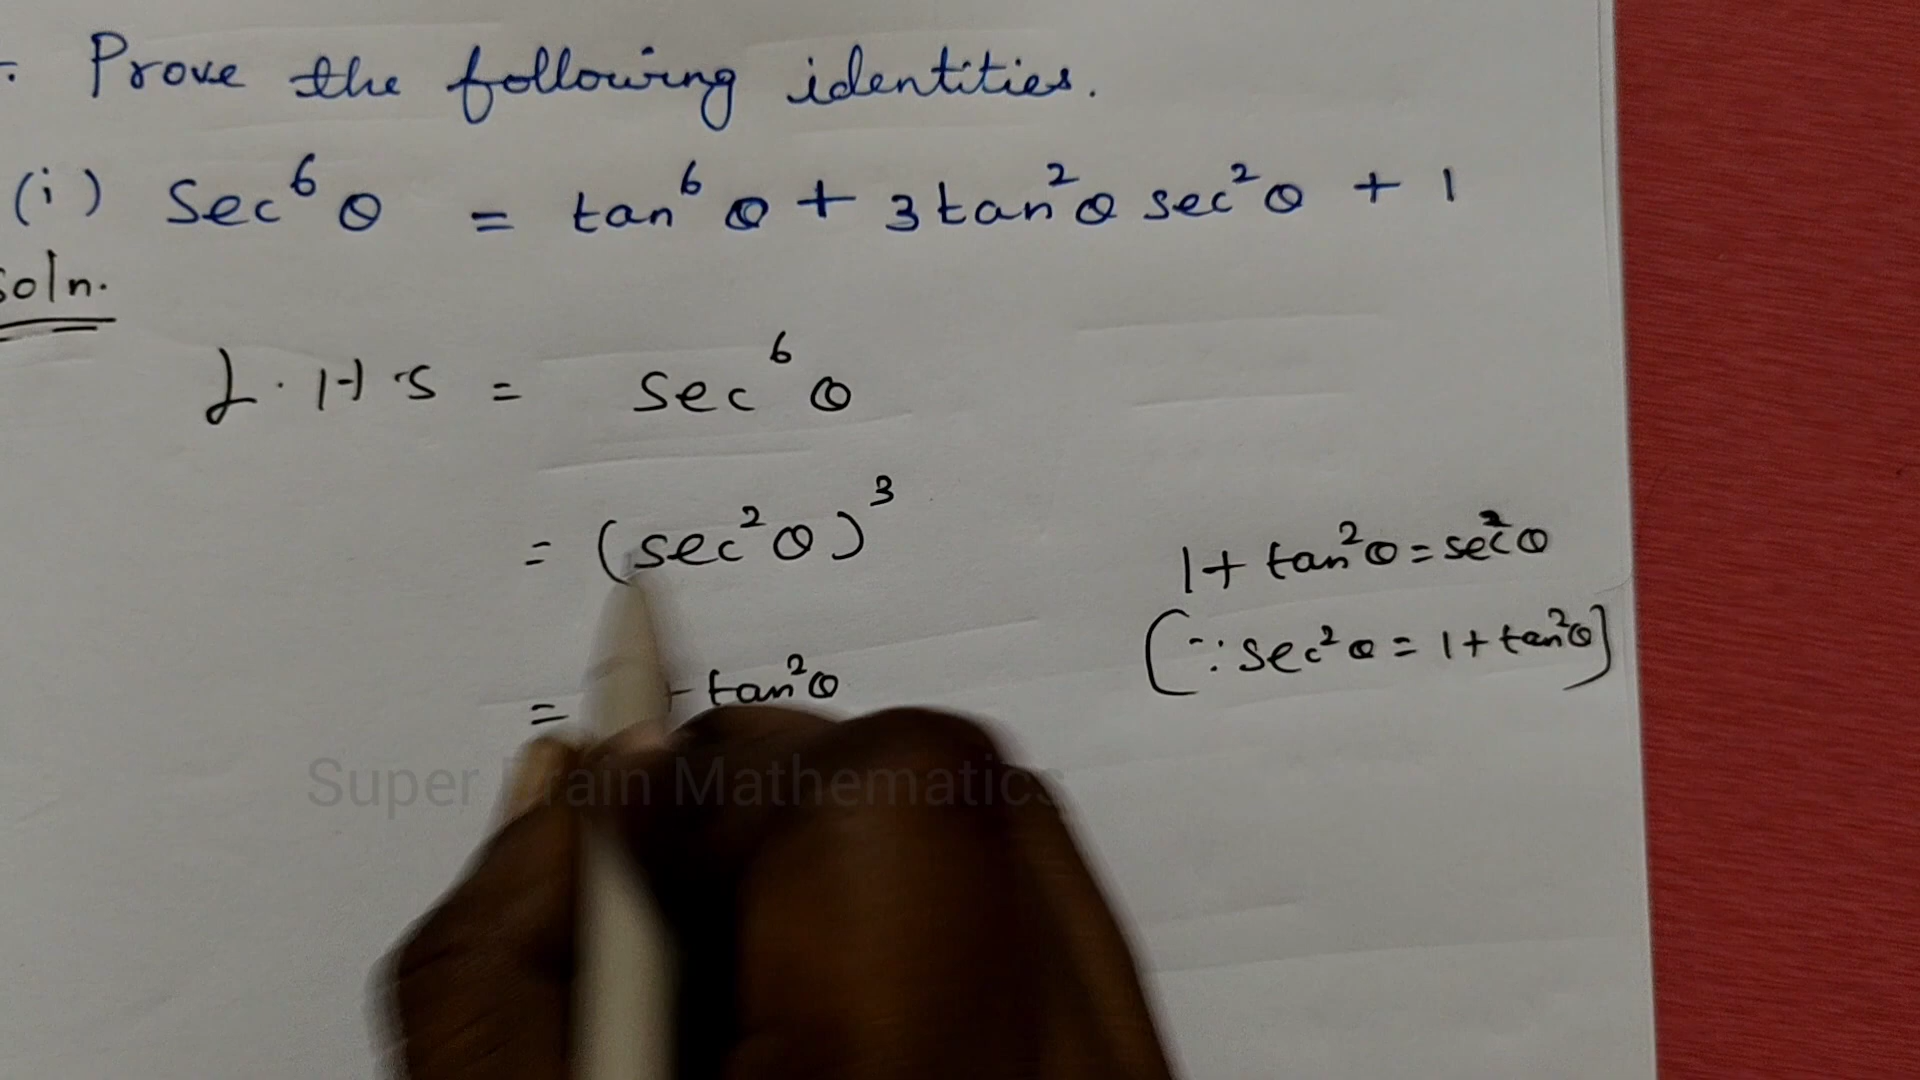 Prove the following identities.
(i) Sec⁶θ = tan⁶θ + 3tan²θ sec²θ + 1
soln.
L.H.S = Sec⁶θ
= (sec²θ)³
1 + tan²θ = sec²θ
(∵ sec²θ = 1 + tan²θ)
= + tan²θ
Super Brain Mathematics